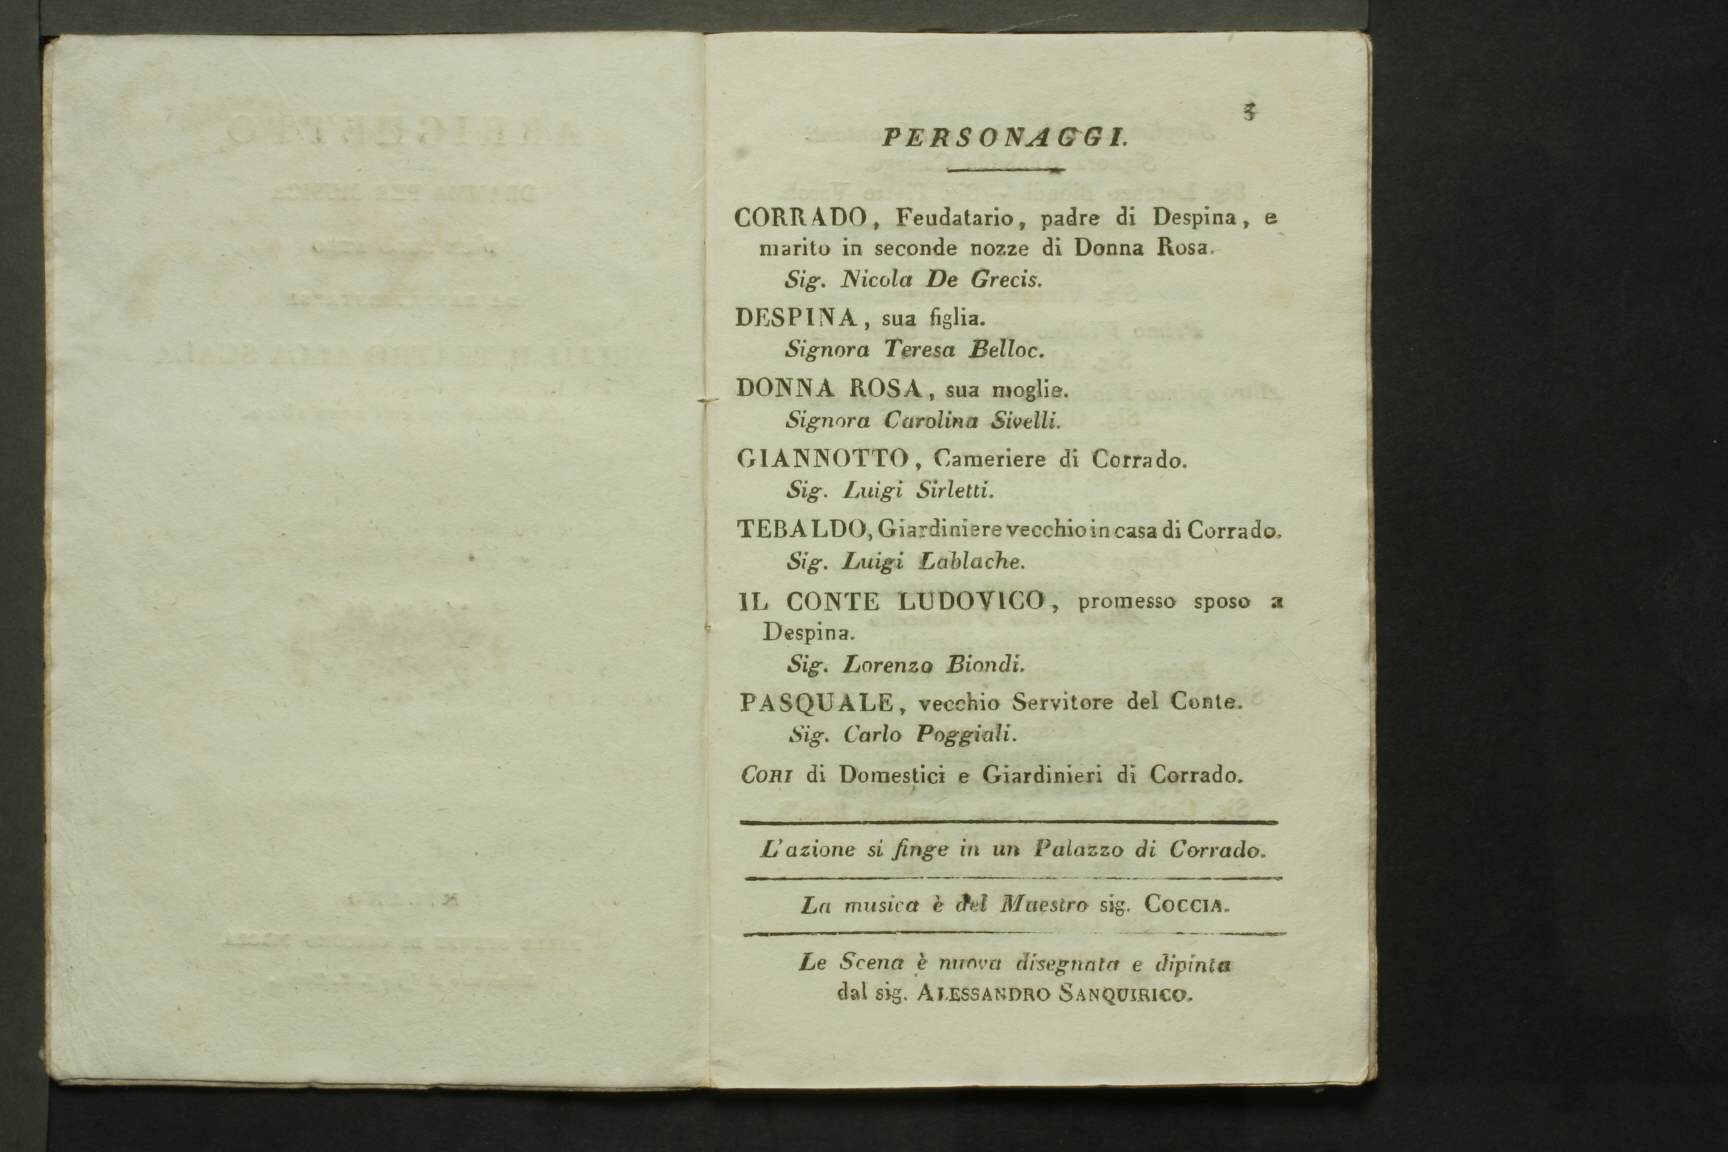 3
PERSONAGGI.
CORRADO, Feudatario, padre di Despina, e
marito in seconde nozze di Donna Rosa.
Sig. Nicola De Grecis.
DESPINA, sua figlia.
Signora Teresa Belloc.
DONNA ROSA, sua moglie.
Signora Carolina Sivelli.
GIANNOTTO, Cameriere di Corrado.
Sig. Luigi Sirletti.
TEBALDO, Giardiniere vecchio in casa di Corrado.
Sig. Luigi Lablache.
IL CONTE LUDOVICO, promesso sposo a
Despina.
Sig. Lorenzo Biondi.
PASQUALE, vecchio Servitore del Conte.
Sig. Carlo Poggiali.
CORI di Domestici e Giardinieri di Corrado.
L'azione si finge in un Palazzo di Corrado.
La musica è del Maestro sig. COCCIA.
Le Scena è nuova disegnata e dipinta
dal sig. ALESSANDRO SANQUIRICO.